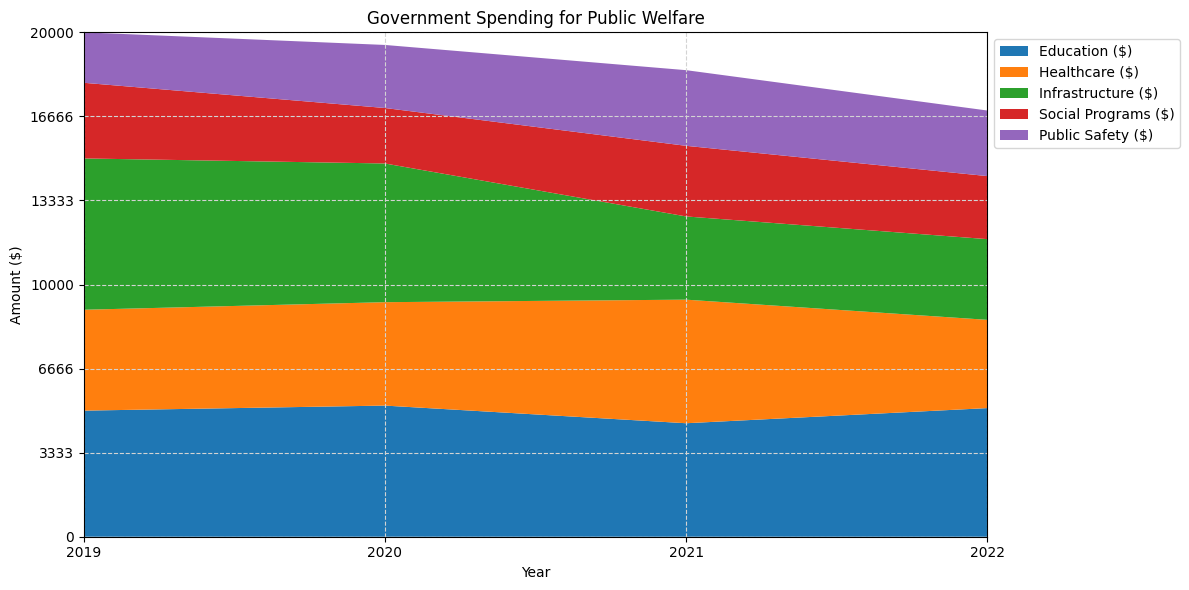 Government Spending for Public Welfare
Amount ($)
20000
16666
13333
10000
6666
3333
0
2019
2020
2021
2022
Year
Education ($)
Healthcare ($)
Infrastructure ($)
Social Programs ($)
Public Safety ($)